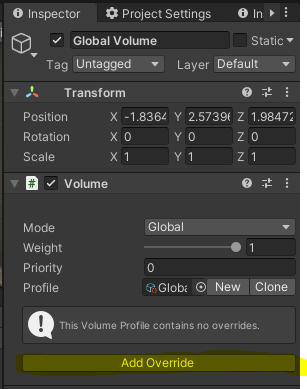 Inspector Project Settings In
Global Volume Static
Tag Untagged Layer Default
Transform
Position X -1.8364 Y 2.57396 Z 1.98472
Rotation X 0 Y 0 Z 0
Scale X 1 Y 1 Z 1
# Volume
Mode Global
Weight 1
Priority 0
Profile Globa New Clone
This Volume Profile contains no overrides.
Add Override